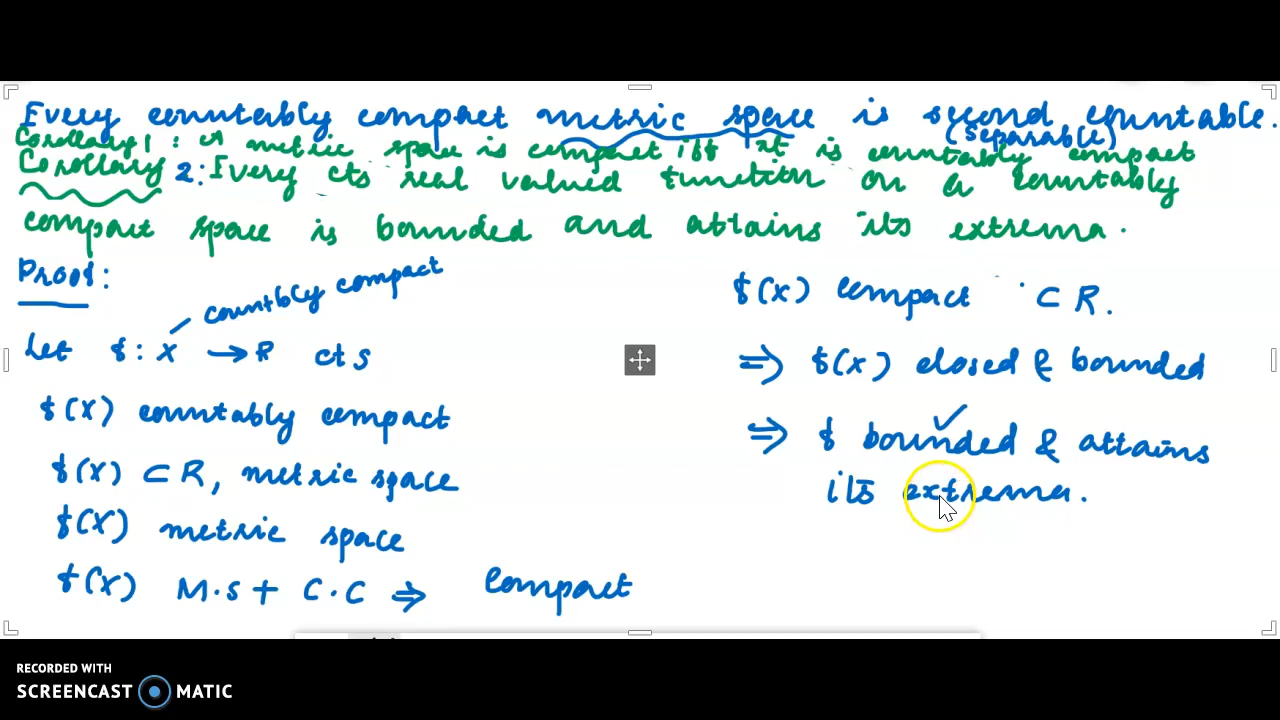 Every countably compact metric space is second countable.
(separable)
Corollary 1: A metric space is compact iff it is countably compact
Corollary 2: Every cts real valued function on a countably
compact space is bounded and attains its extrema.
Proof:
countbly compact
Let f: X → R cts
f(X) countably compact
f(X) ⊂ R, metric space
f(X) metric space
f(X) M.S + C.C ⇒ compact
f(X) compact ⊂ R.
⇒ f(X) closed & bounded
⇒ f bounded & attains
its extrema.
RECORDED WITH
SCREENCAST MATIC